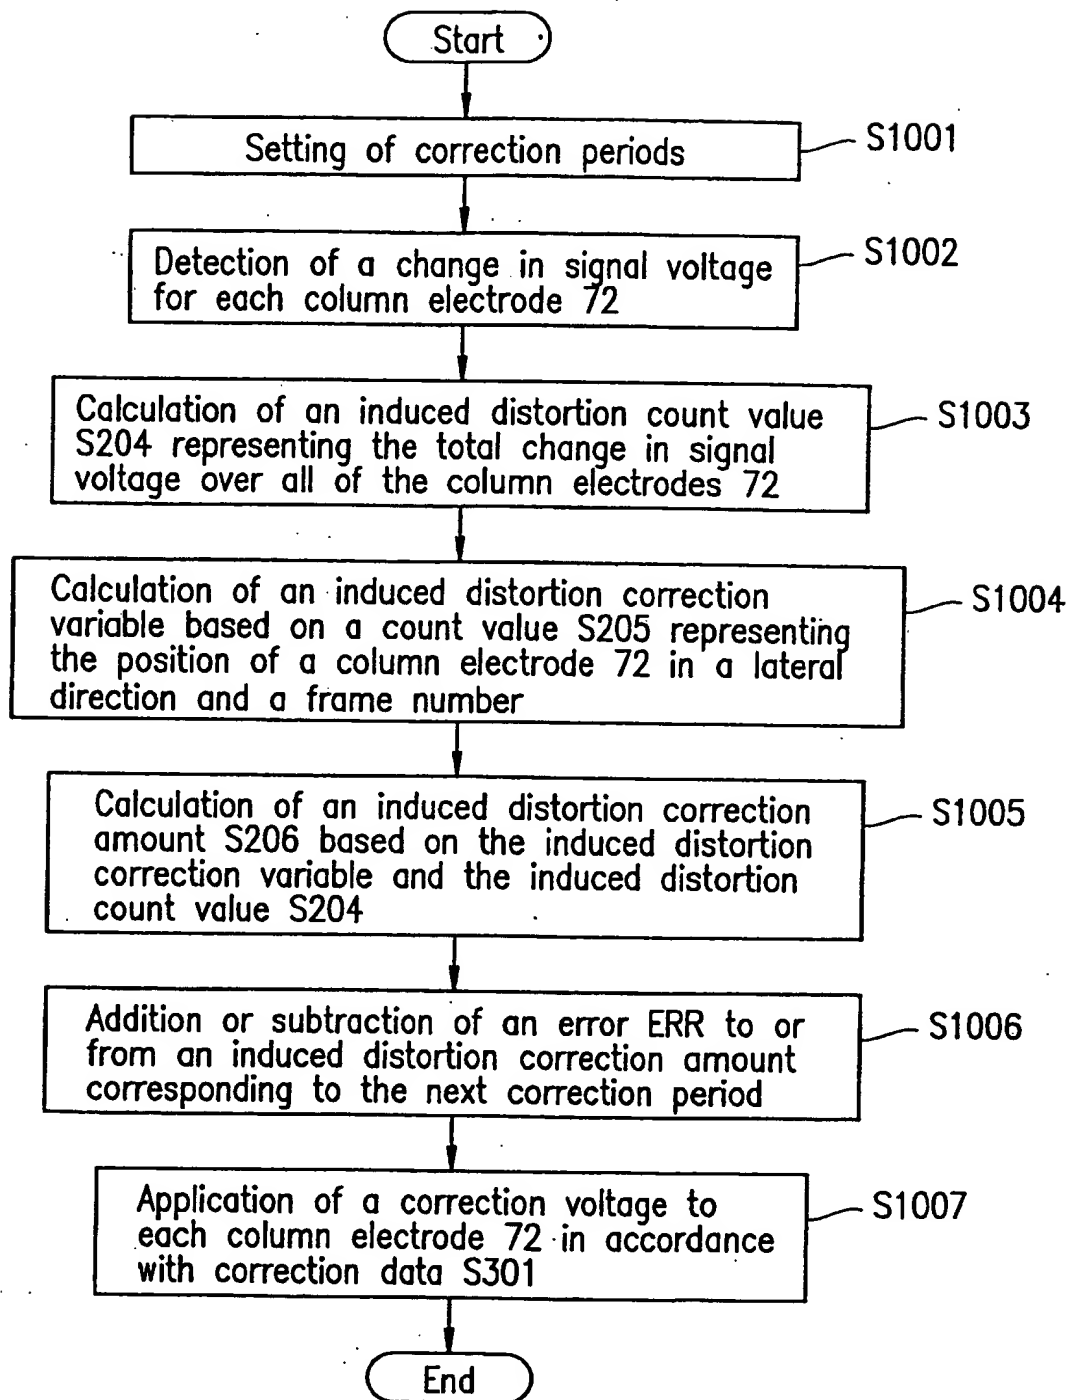 Start
Setting of correction periods
S1001
Detection of a change in signal voltage
for each column electrode 72
S1002
Calculation of an induced distortion count value
S204 representing the total change in signal
voltage over all of the column electrodes 72
S1003
Calculation of an induced distortion correction
variable based on a count value S205 representing
the position of a column electrode 72 in a lateral
direction and a frame number
S1004
Calculation of an induced distortion correction
amount S206 based on the induced distortion
correction variable and the induced distortion
count value S204
S1005
Addition or subtraction of an error ERR to or
from an induced distortion correction amount
corresponding to the next correction period
S1006
Application of a correction voltage to
each column electrode 72 in accordance
with correction data S301
S1007
End